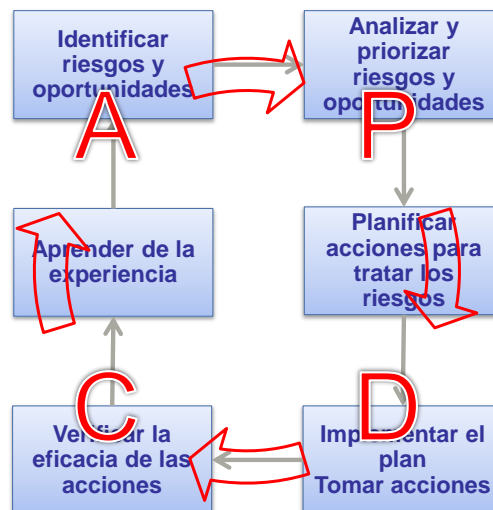 Identificar
riesgos y
oportunidades
A
Analizar y
priorizar
riesgos y
oportunidades
P
Planificar
acciones para
tratar los
riesgos
D
Implementar el
plan
Tomar acciones
C
Verificar la
eficacia de las
acciones
Aprender de la
experiencia